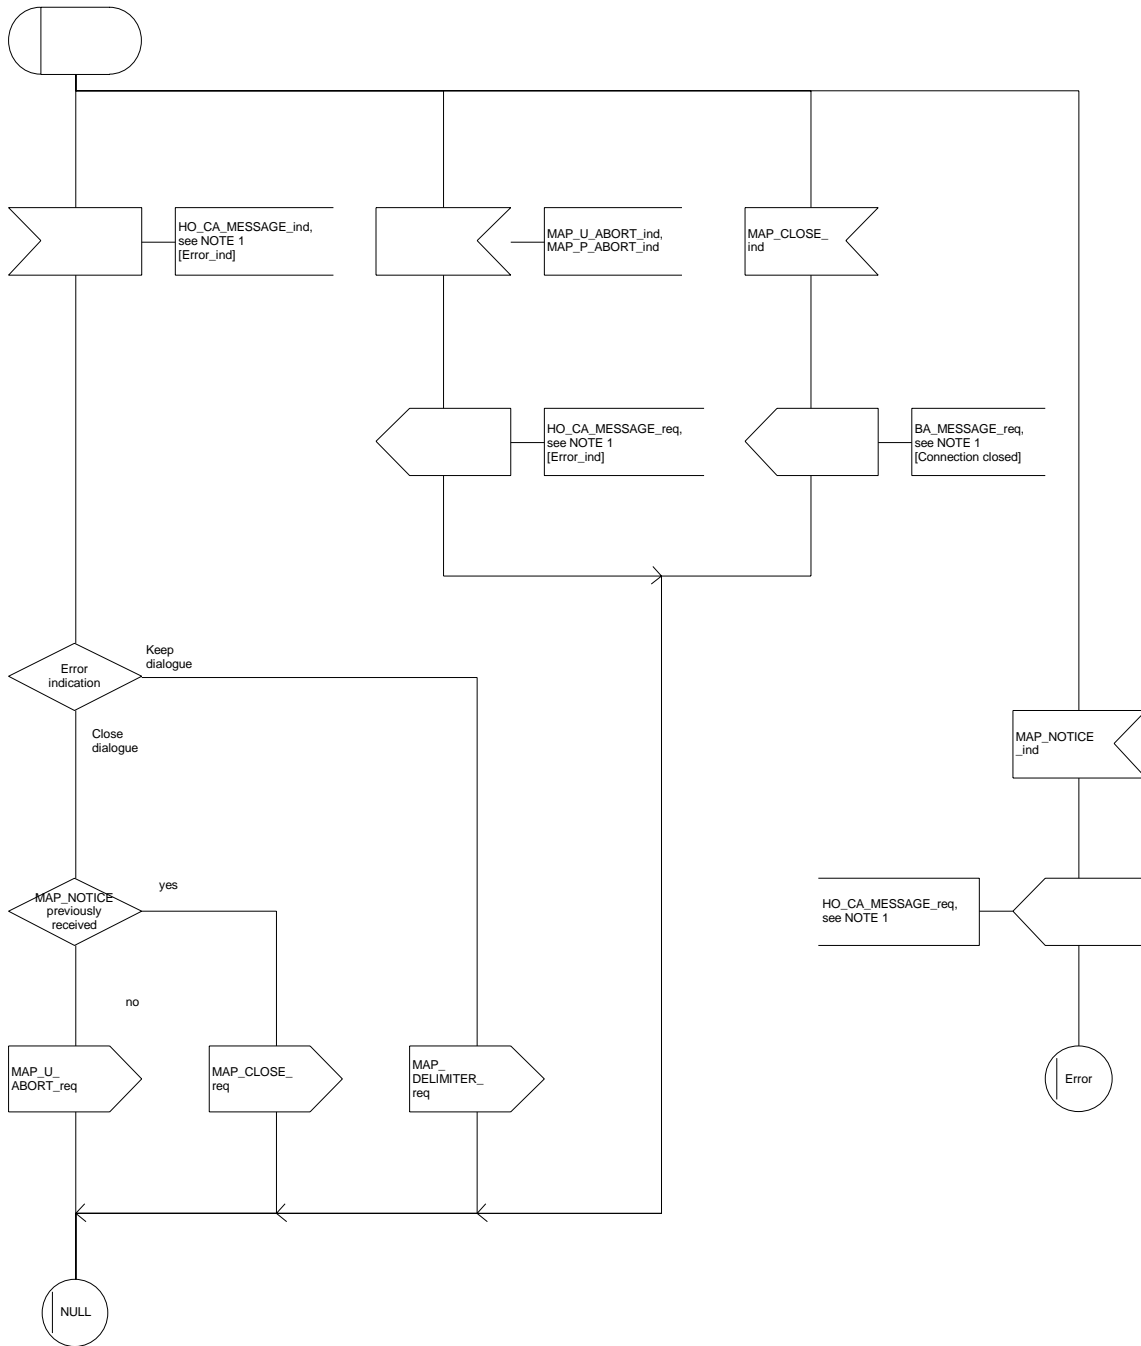 HO_CA_MESSAGE_ind,
see NOTE 1
[Error_ind]
MAP_U_ABORT_ind,
MAP_P_ABORT_ind
MAP_CLOSE_
ind
HO_CA_MESSAGE_req,
see NOTE 1
[Error_ind]
BA_MESSAGE_req,
see NOTE 1
[Connection closed]
Error
indication
Keep
dialogue
Close
dialogue
MAP_NOTICE
_ind
MAP_NOTICE
previously
received
yes
HO_CA_MESSAGE_req,
see NOTE 1
no
MAP_U_
ABORT_req
MAP_CLOSE_
req
MAP_
DELIMITER_
req
Error
NULL